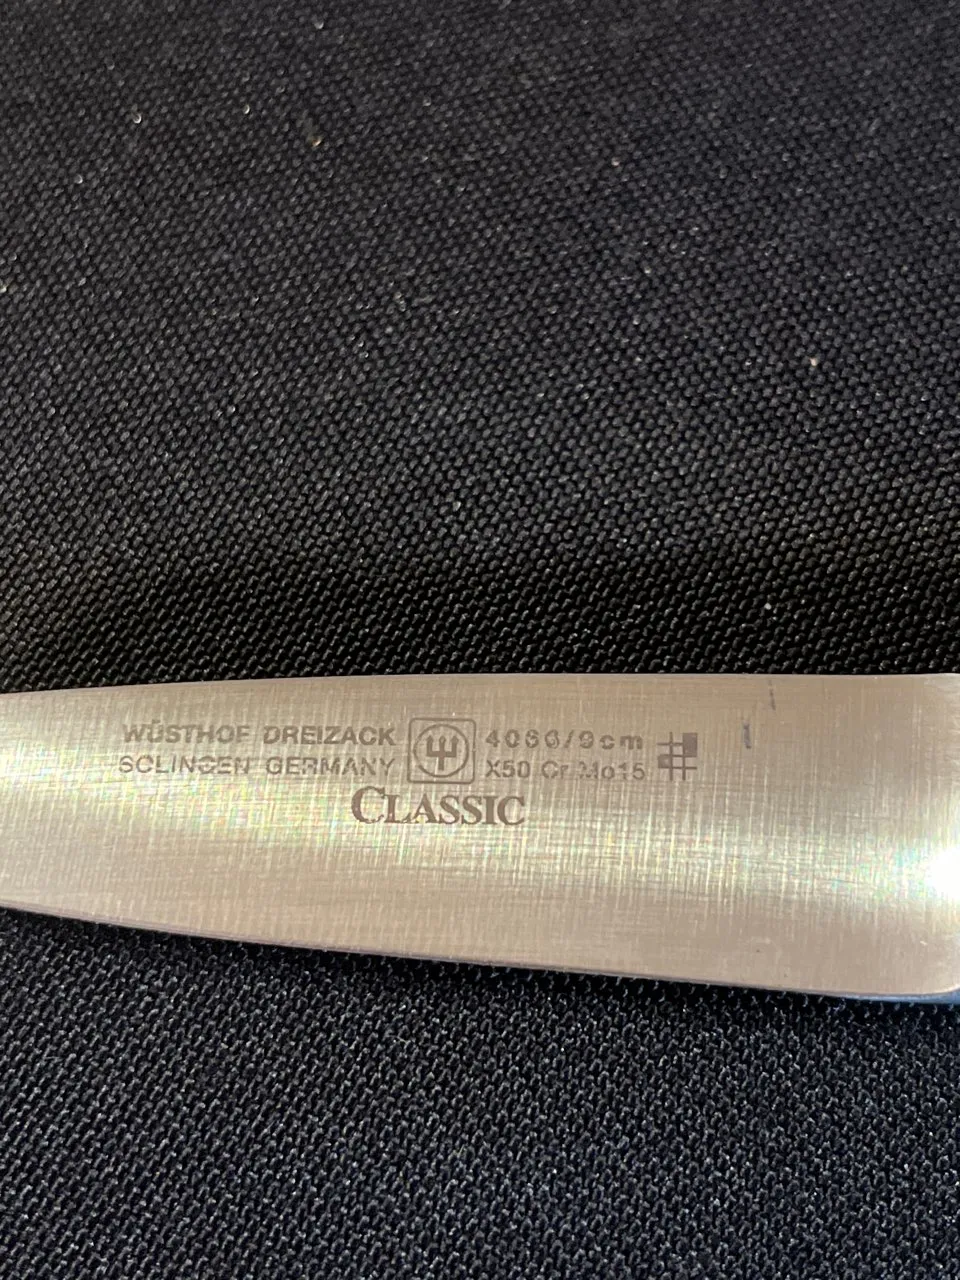 WÜSTHOF DREIZACK
SOLINGEN GERMANY
4066/9cm
X50 Cr Mo15
CLASSIC